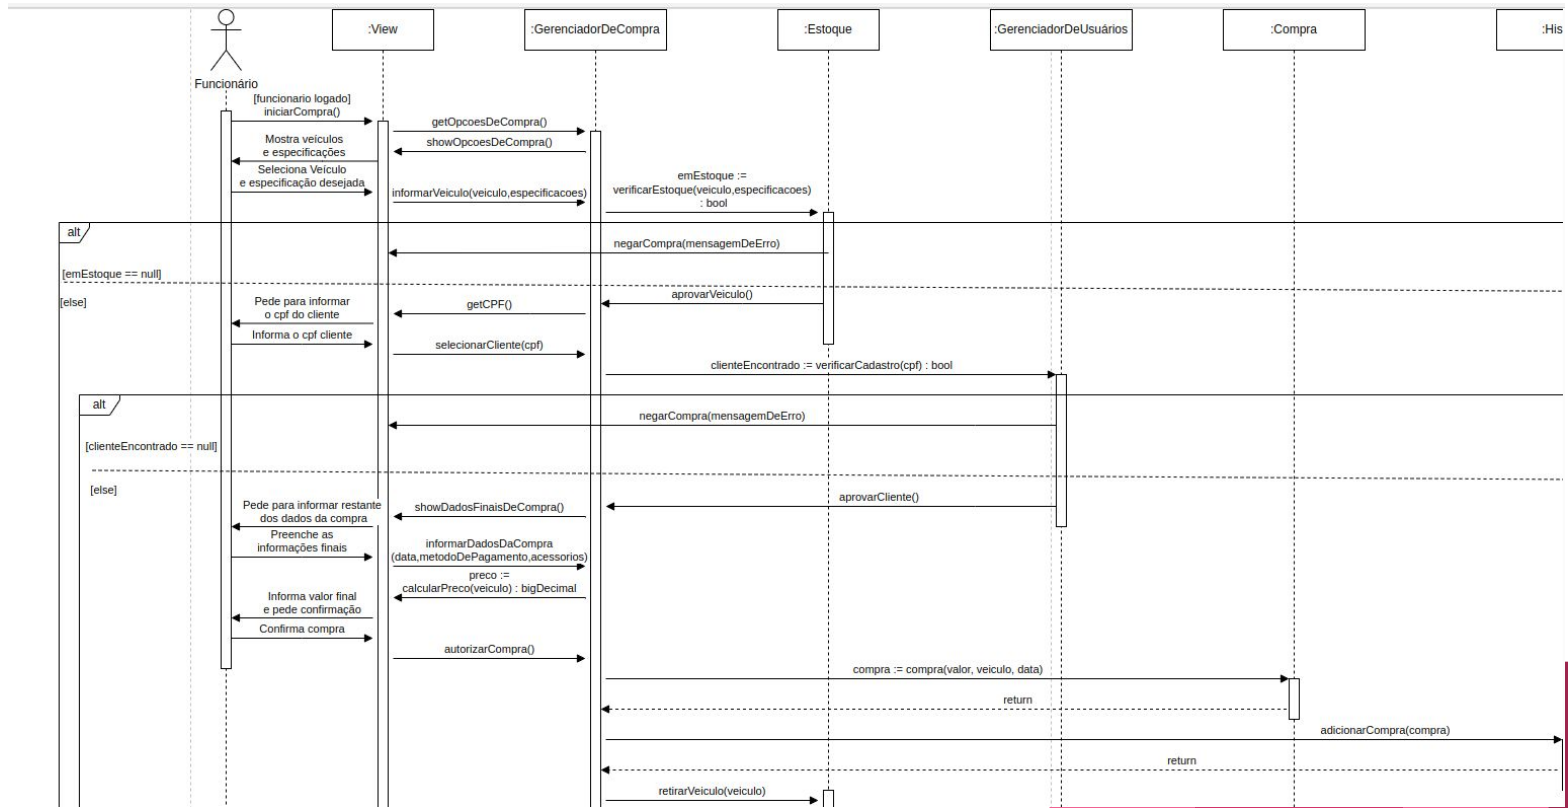 :View
:GerenciadorDeCompra
:Estoque
:GerenciadorDeUsuários
:Compra
:His
Funcionário
[funcionario logado]
iniciarCompra()
getOpcoesDeCompra()
Mostra veículos
e especificações
showOpcoesDeCompra()
Seleciona Veículo
e especificação desejada
informarVeiculo(veiculo,especificacoes)
emEstoque :=
verificarEstoque(veiculo,especificacoes)
: bool
alt
negarCompra(mensagemDeErro)
[emEstoque == null]
[else]
aprovarVeiculo()
getCPF()
Pede para informar
o cpf do cliente
Informa o cpf cliente
selecionarCliente(cpf)
clienteEncontrado := verificarCadastro(cpf) : bool
alt
negarCompra(mensagemDeErro)
[clienteEncontrado == null]
[else]
aprovarCliente()
showDadosFinaisDeCompra()
Pede para informar restante
dos dados da compra
Preenche as
informações finais
informarDadosDaCompra
(data,metodoDePagamento,acessorios)
preco :=
calcularPreco(veiculo) : bigDecimal
Informa valor final
e pede confirmação
Confirma compra
autorizarCompra()
compra := compra(valor, veiculo, data)
return
adicionarCompra(compra)
return
retirarVeiculo(veiculo)